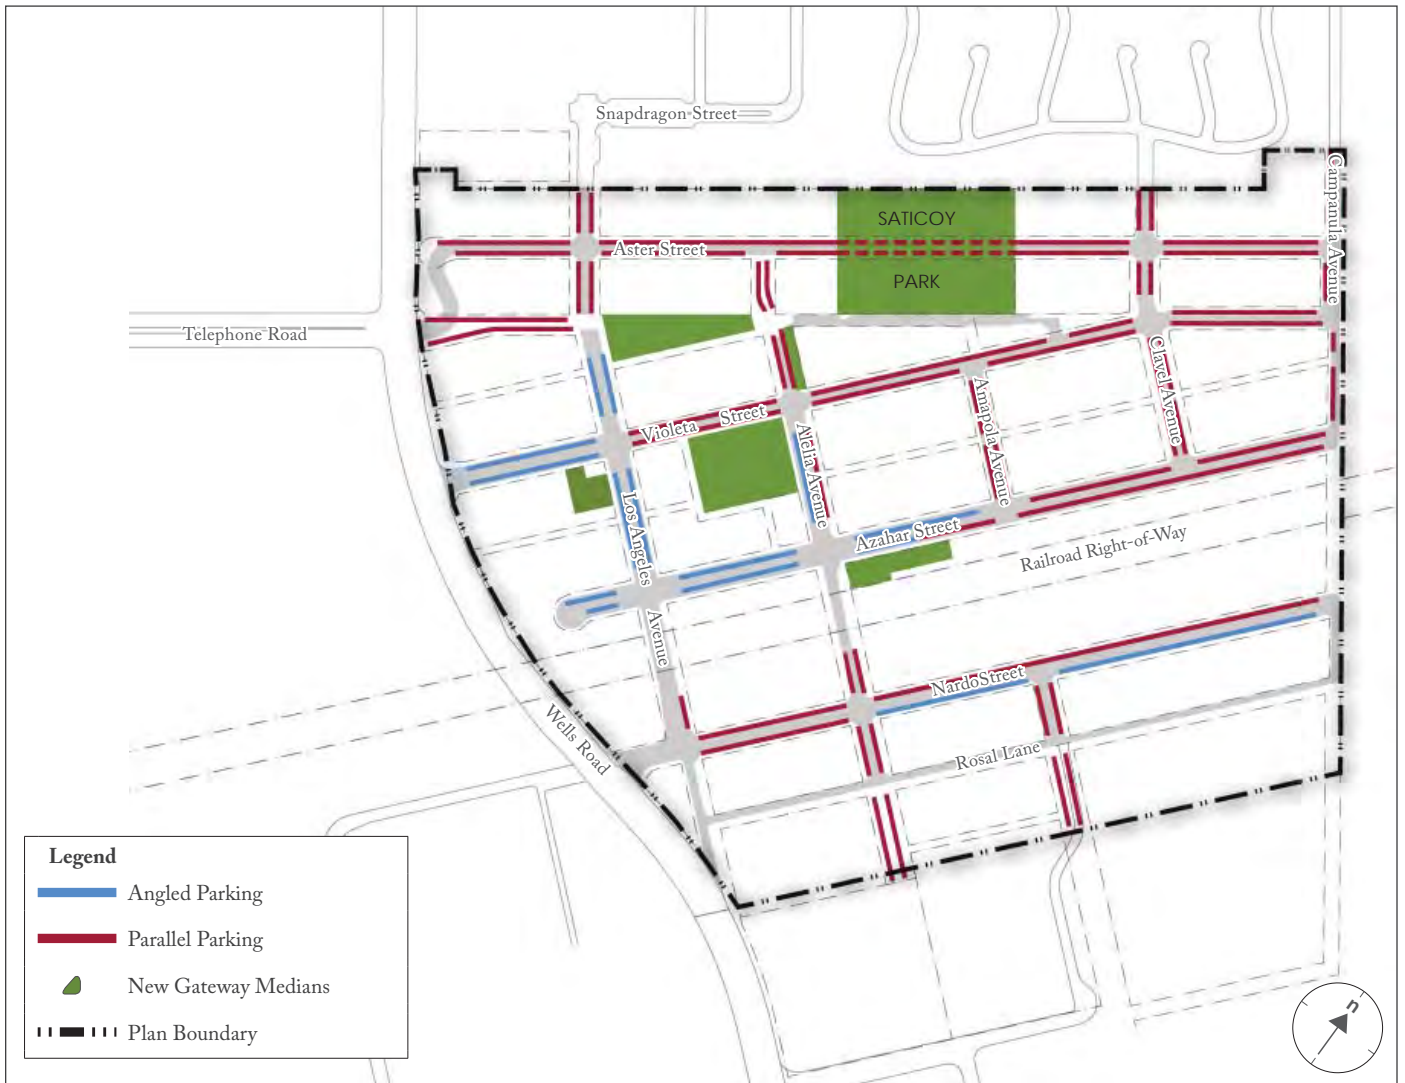 Snapdragon Street
Campanula Avenue
SATICOY
Aster Street
PARK
Telephone Road
Clavel Avenue
Amapola Avenue
Violeta Street
Alelia Avenue
Los Angeles Avenue
Azahar Street
Railroad Right-of-Way
NardoStreet
Wells Road
Rosal Lane
Legend
Angled Parking
Parallel Parking
New Gateway Medians
Plan Boundary
n